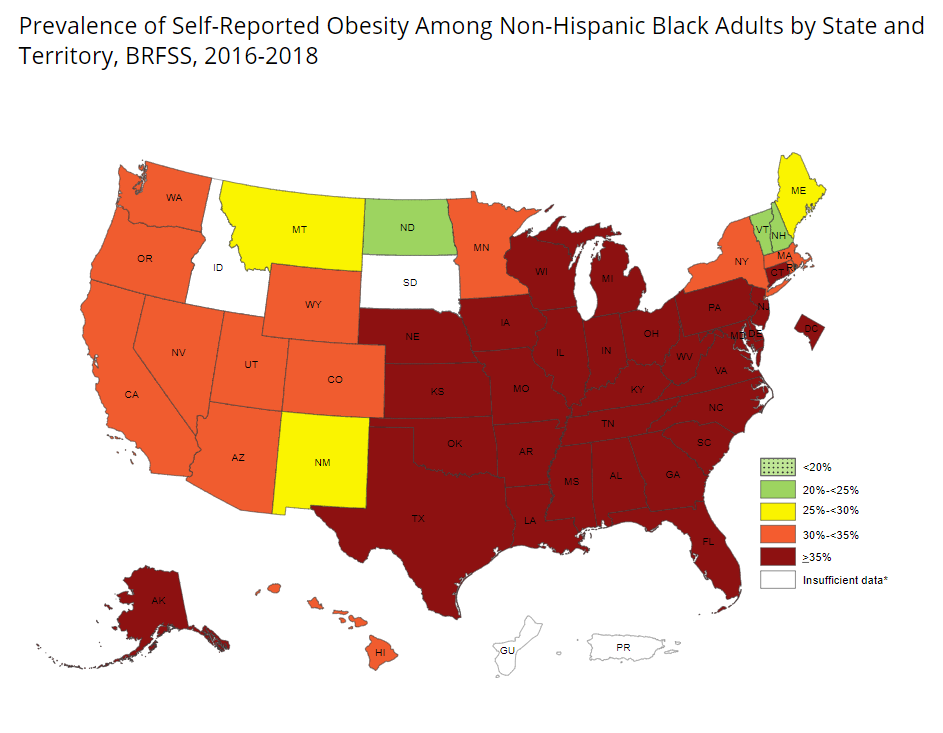 Prevalence of Self-Reported Obesity Among Non-Hispanic Black Adults by State and
Territory, BRFSS, 2016-2018
WA
MT
ND
MN
ME
VT
NH
OR
ID
SD
WI
MI
NY
MA
CT
RI
WY
NE
IA
PA
NJ
NV
UT
CO
KS
MO
IL
IN
OH
WV
MD
DE
DC
VA
CA
KY
NC
AZ
NM
OK
AR
TN
SC
MS
AL
GA
TX
LA
FL
AK
HI
GU
PR
<20%
20%-<25%
25%-<30%
30%-<35%
≥35%
Insufficient data*